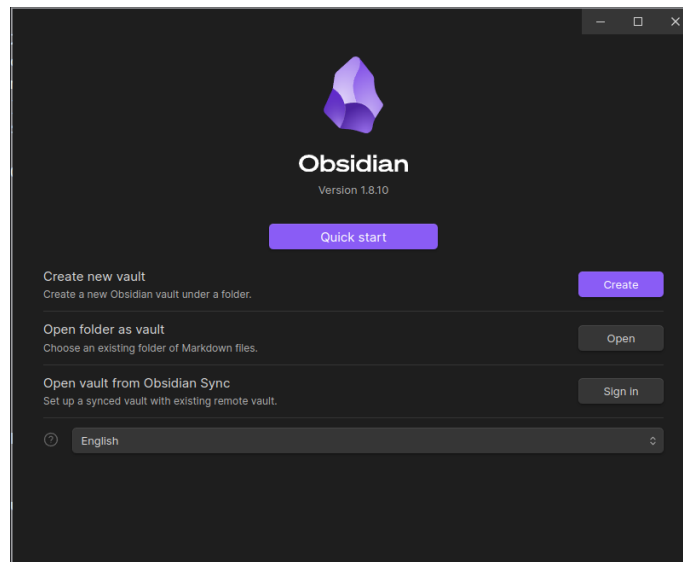 Obsidian
Version 1.8.10
Quick start
Create new vault
Create a new Obsidian vault under a folder.
Create
Open folder as vault
Choose an existing folder of Markdown files.
Open
Open vault from Obsidian Sync
Set up a synced vault with existing remote vault.
Sign in
?
English